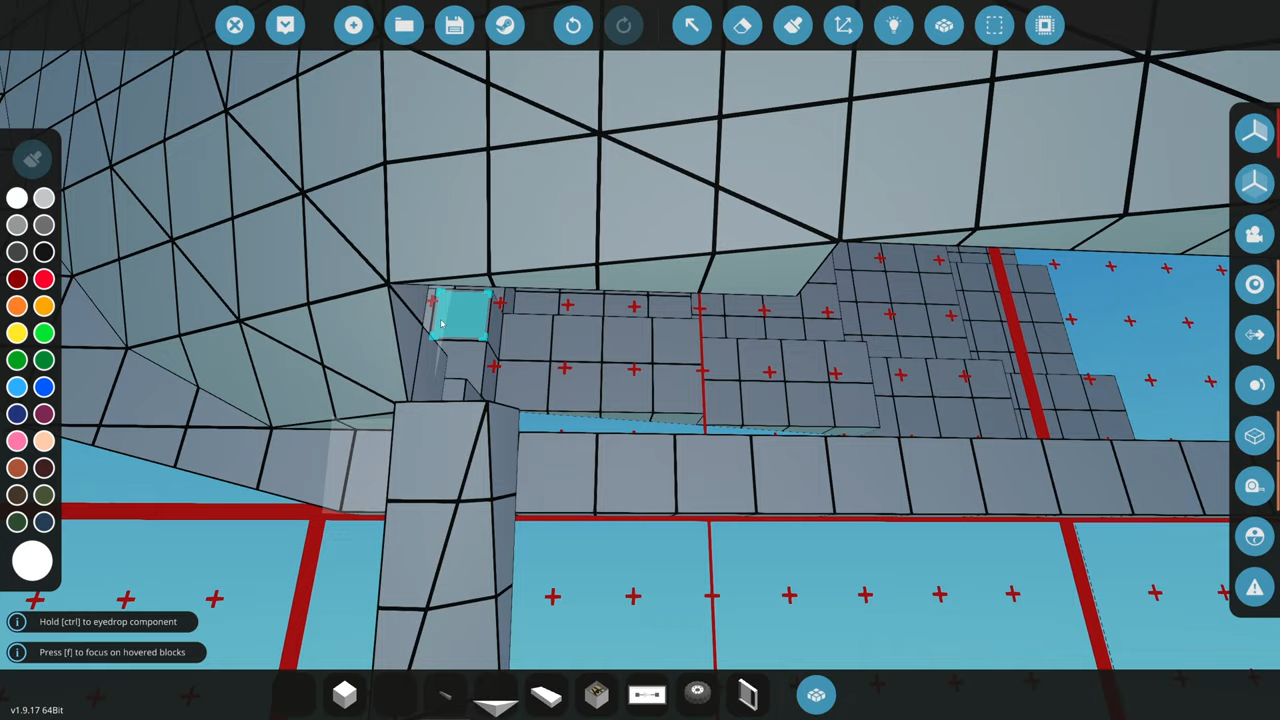 Hold [ctrl] to eyedrop component
Press [f] to focus on hovered blocks
v1.9.17 64Bit